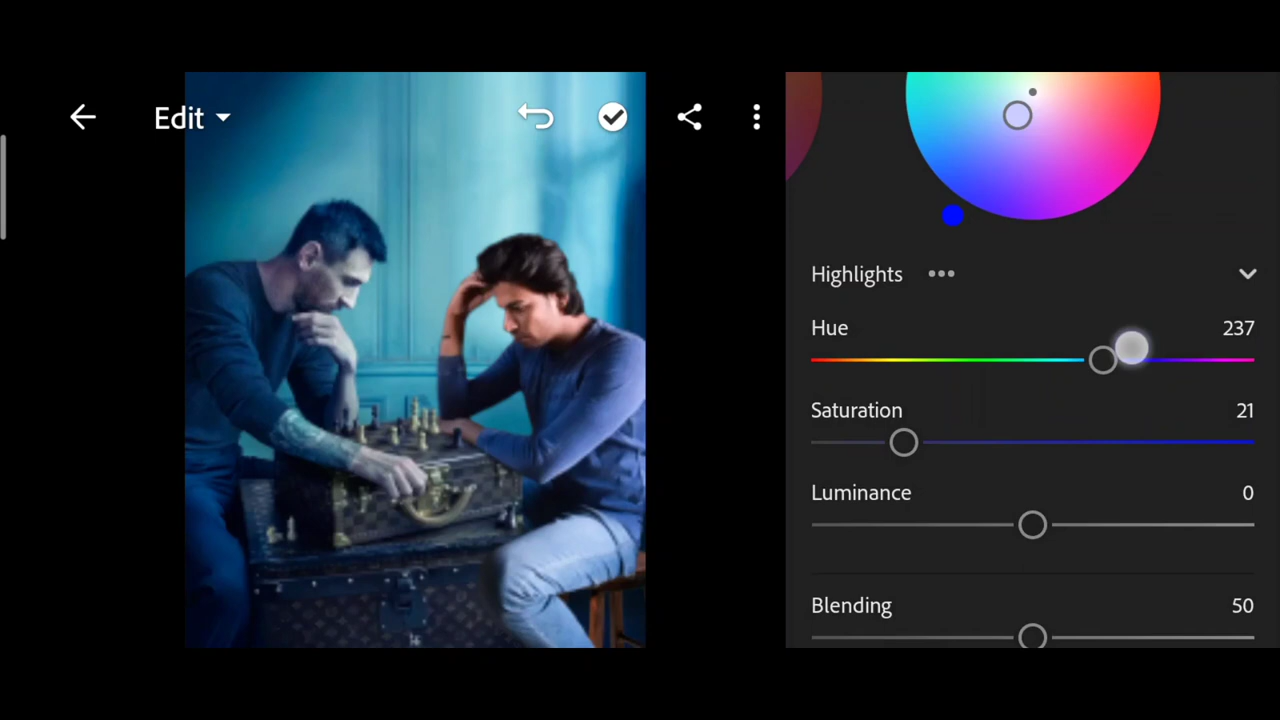 Edit
Highlights
Hue 237
Saturation 21
Luminance 0
Blending 50